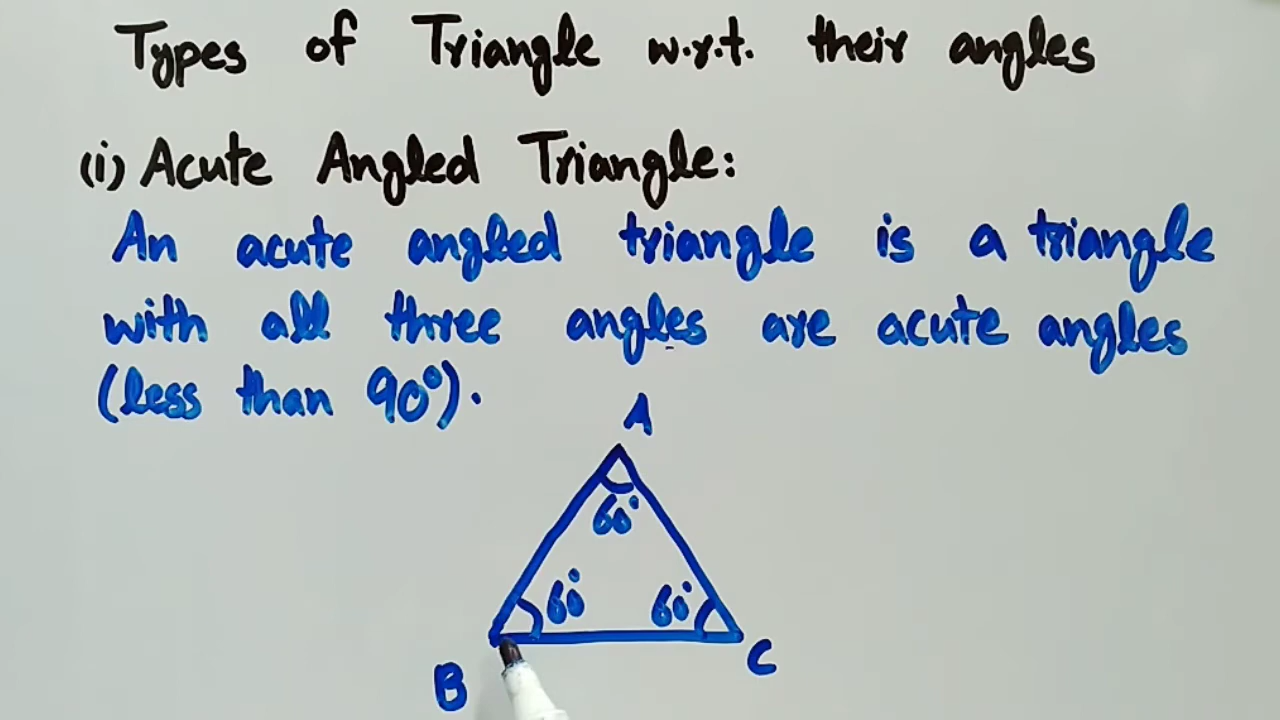 Types of Triangle w.r.t. their angles
(i) Acute Angled Triangle:
An acute angled triangle is a triangle
with all three angles are acute angles
(less than 90°).
A
60°
60° 60°
B C